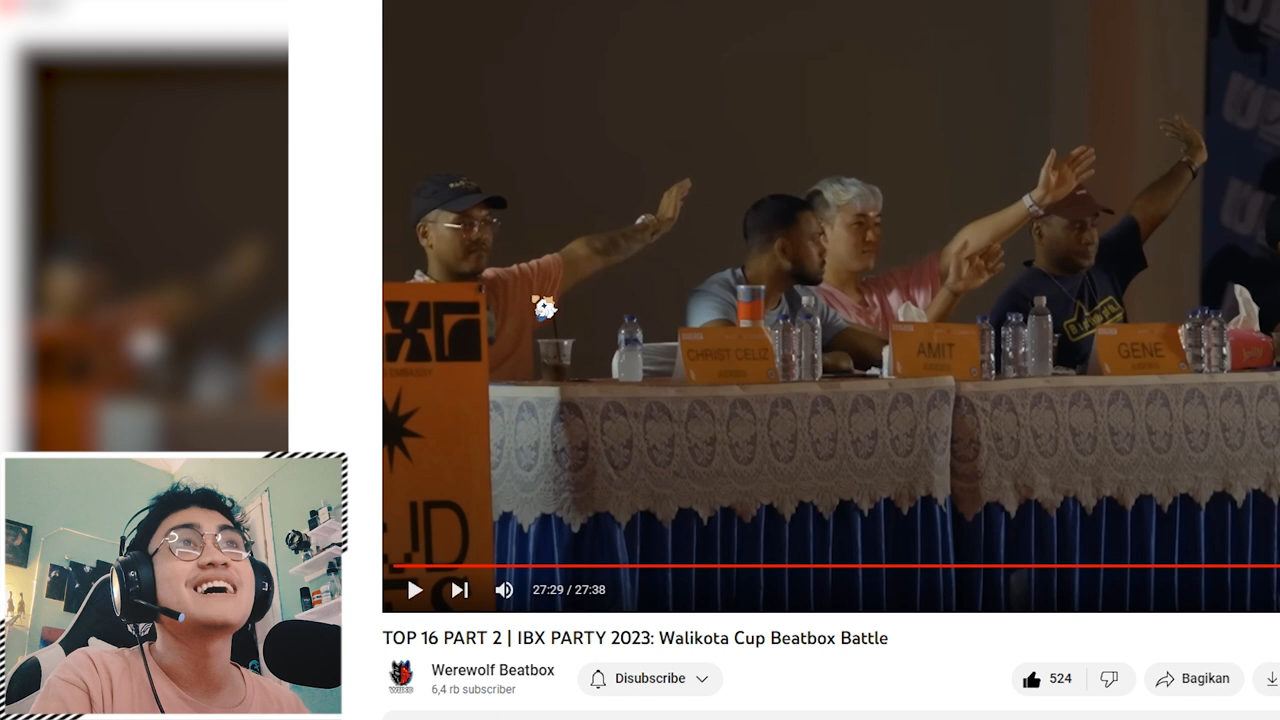 CHRIST CELIZ
AMIT
GENE
27:29 / 27:38
TOP 16 PART 2 | IBX PARTY 2023: Walikota Cup Beatbox Battle
Werewolf Beatbox
6,4 rb subscriber
Disubscribe
524
Bagikan